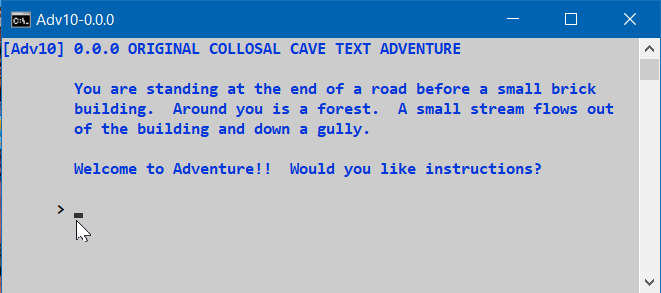 Adv10-0.0.0
[Adv10] 0.0.0 ORIGINAL COLLOSAL CAVE TEXT ADVENTURE
You are standing at the end of a road before a small brick
building.  Around you is a forest.  A small stream flows out
of the building and down a gully.
Welcome to Adventure!!  Would you like instructions?
>